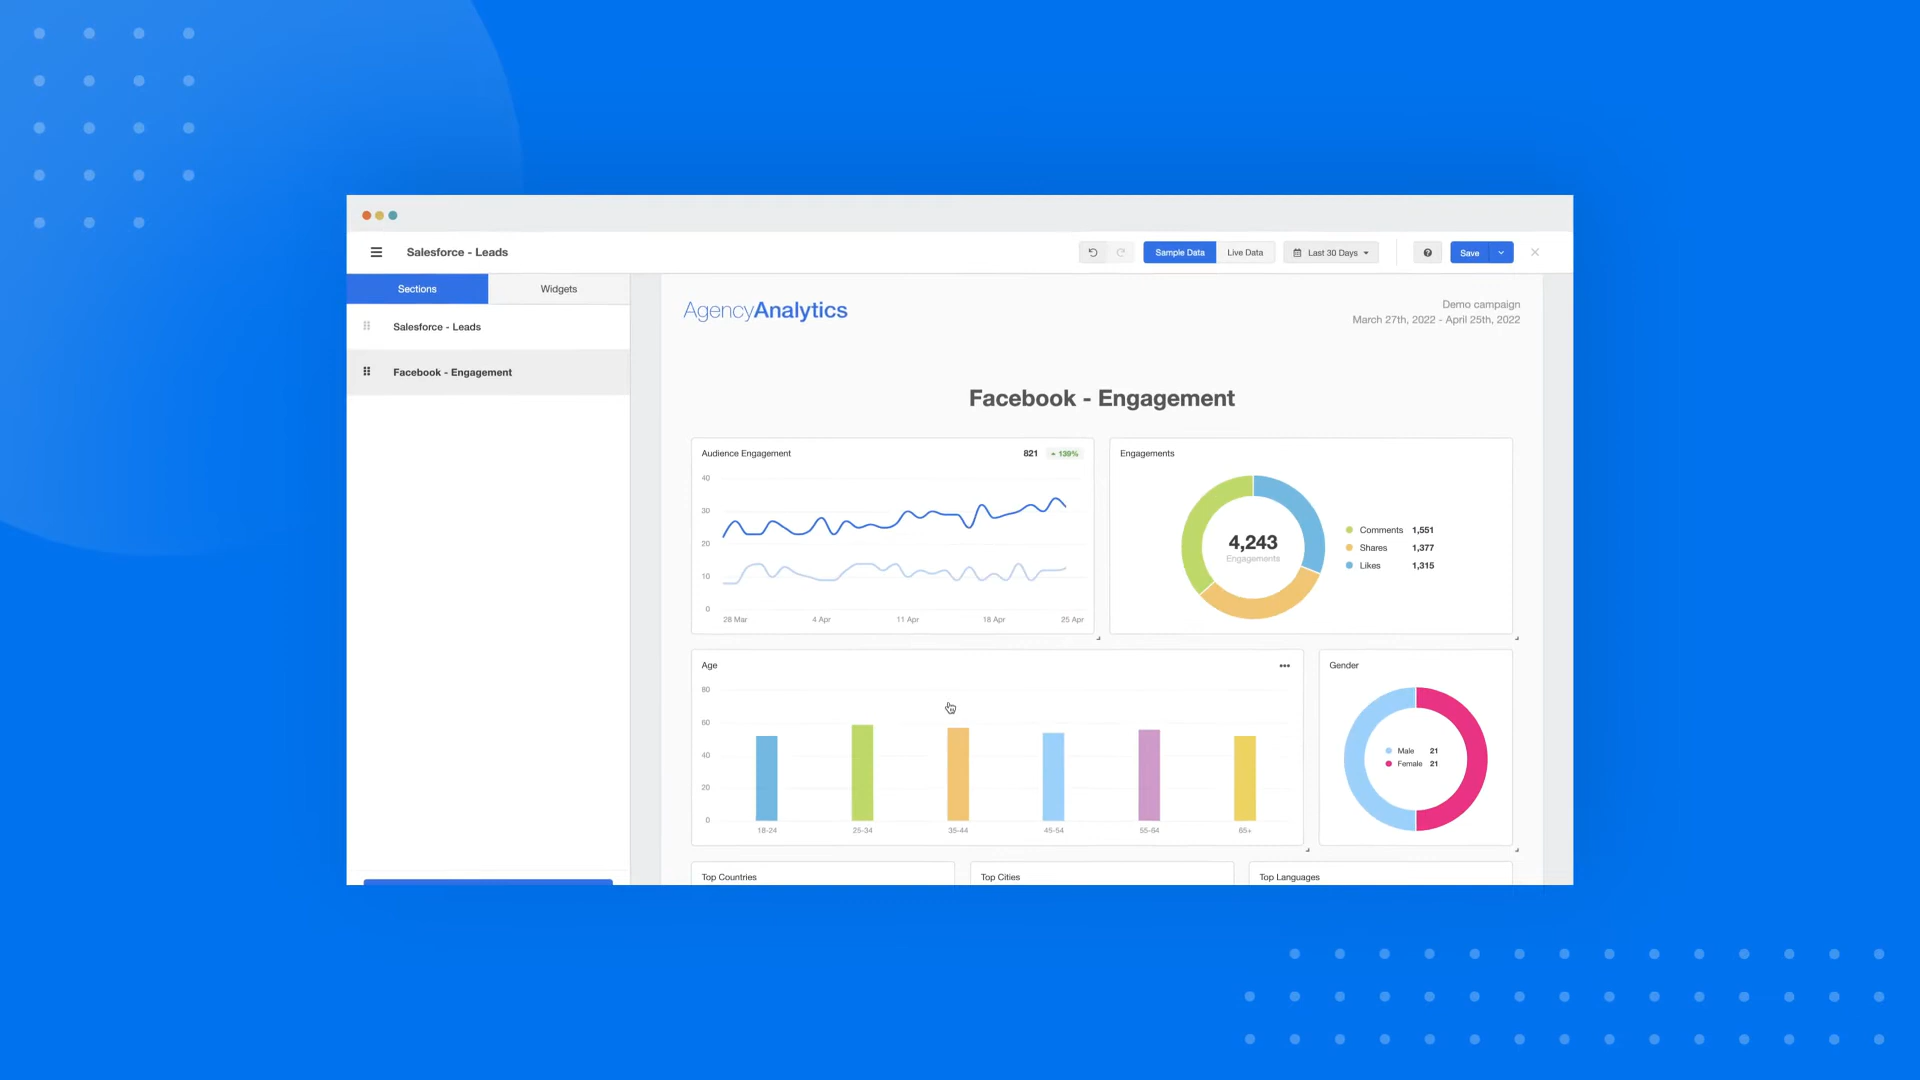 Salesforce - Leads
Sample Data
Live Data
Last 30 Days
Save
Sections
Widgets
Salesforce - Leads
Facebook - Engagement
AgencyAnalytics
Demo campaign
March 27th, 2022 - April 25th, 2022
Facebook - Engagement
Audience Engagement
821
139%
40
30
20
10
0
28 Mar
4 Apr
11 Apr
18 Apr
25 Apr
Engagements
4,243
Engagements
Comments 1,551
Shares 1,377
Likes 1,315
Age
80
60
40
20
0
18-24
25-34
35-44
45-54
55-64
65+
Gender
Male 21
Female 21
Top Countries
Top Cities
Top Languages